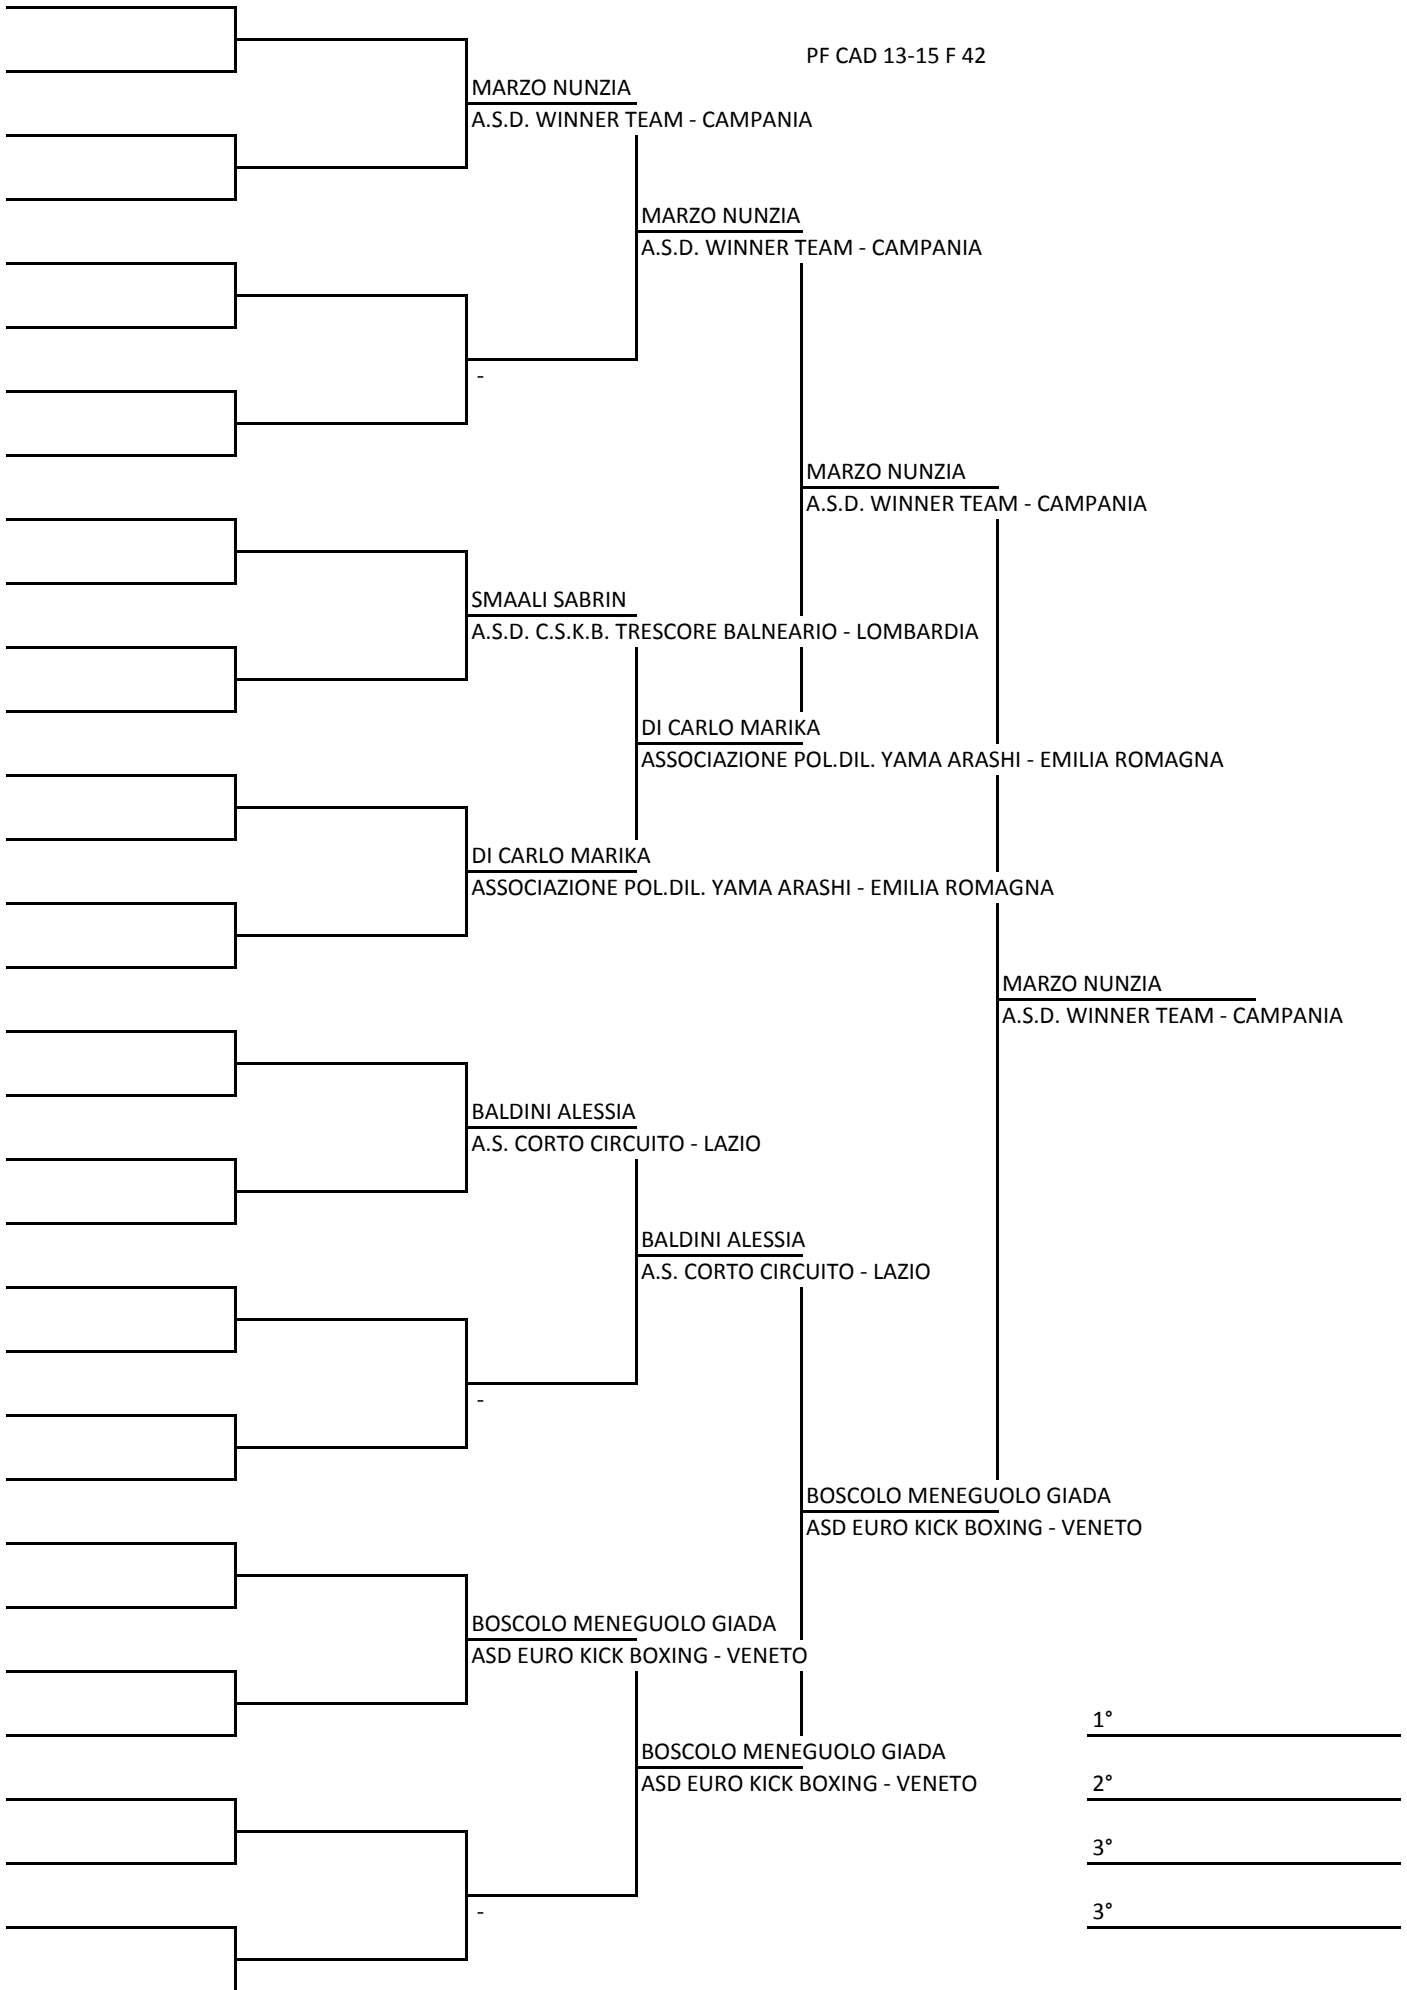 PF CAD 13-15 F 42
MARZO NUNZIA
A.S.D. WINNER TEAM - CAMPANIA
MARZO NUNZIA
A.S.D. WINNER TEAM - CAMPANIA
-
MARZO NUNZIA
A.S.D. WINNER TEAM - CAMPANIA
SMAALI SABRIN
A.S.D. C.S.K.B. TRESCORE BALNEARIO - LOMBARDIA
DI CARLO MARIKA
ASSOCIAZIONE POL.DIL. YAMA ARASHI - EMILIA ROMAGNA
DI CARLO MARIKA
ASSOCIAZIONE POL.DIL. YAMA ARASHI - EMILIA ROMAGNA
MARZO NUNZIA
A.S.D. WINNER TEAM - CAMPANIA
BALDINI ALESSIA
A.S. CORTO CIRCUITO - LAZIO
BALDINI ALESSIA
A.S. CORTO CIRCUITO - LAZIO
-
BOSCOLO MENEGUOLO GIADA
ASD EURO KICK BOXING - VENETO
BOSCOLO MENEGUOLO GIADA
ASD EURO KICK BOXING - VENETO
1°
BOSCOLO MENEGUOLO GIADA
ASD EURO KICK BOXING - VENETO
2°
3°
-
3°